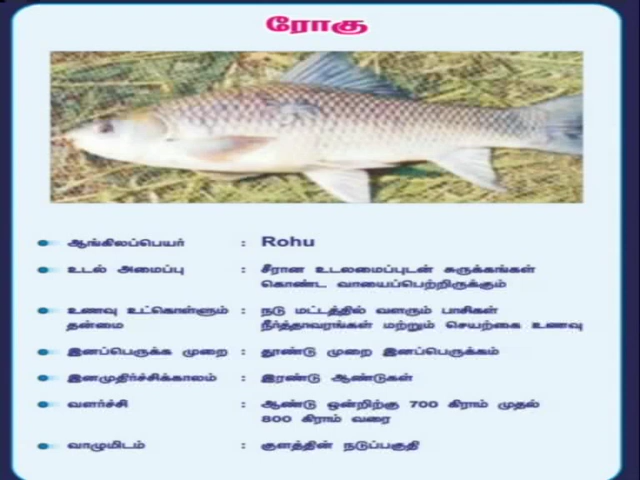 ரோகு
ஆங்கிலப்பெயர் : Rohu
உடல் அமைப்பு : சீரான உடலமைப்புடன் சுருக்கங்கள்
கொண்ட வாயைப்பெற்றிருக்கும்
உணவு உட்கொள்ளும் : நடு மட்டத்தில் வளரும் பாசிகள்
தன்மை நீர்த்தாவரங்கள் மற்றும் செயற்கை உணவு
இனப்பெருக்க முறை : தூண்டு முறை இனப்பெருக்கம்
இனமுதிர்ச்சிக்காலம் : இரண்டு ஆண்டுகள்
வளர்ச்சி : ஆண்டு ஒன்றிற்கு 700 கிராம் முதல்
800 கிராம் வரை
வாழுமிடம் : குளத்தின் நடுப்பகுதி